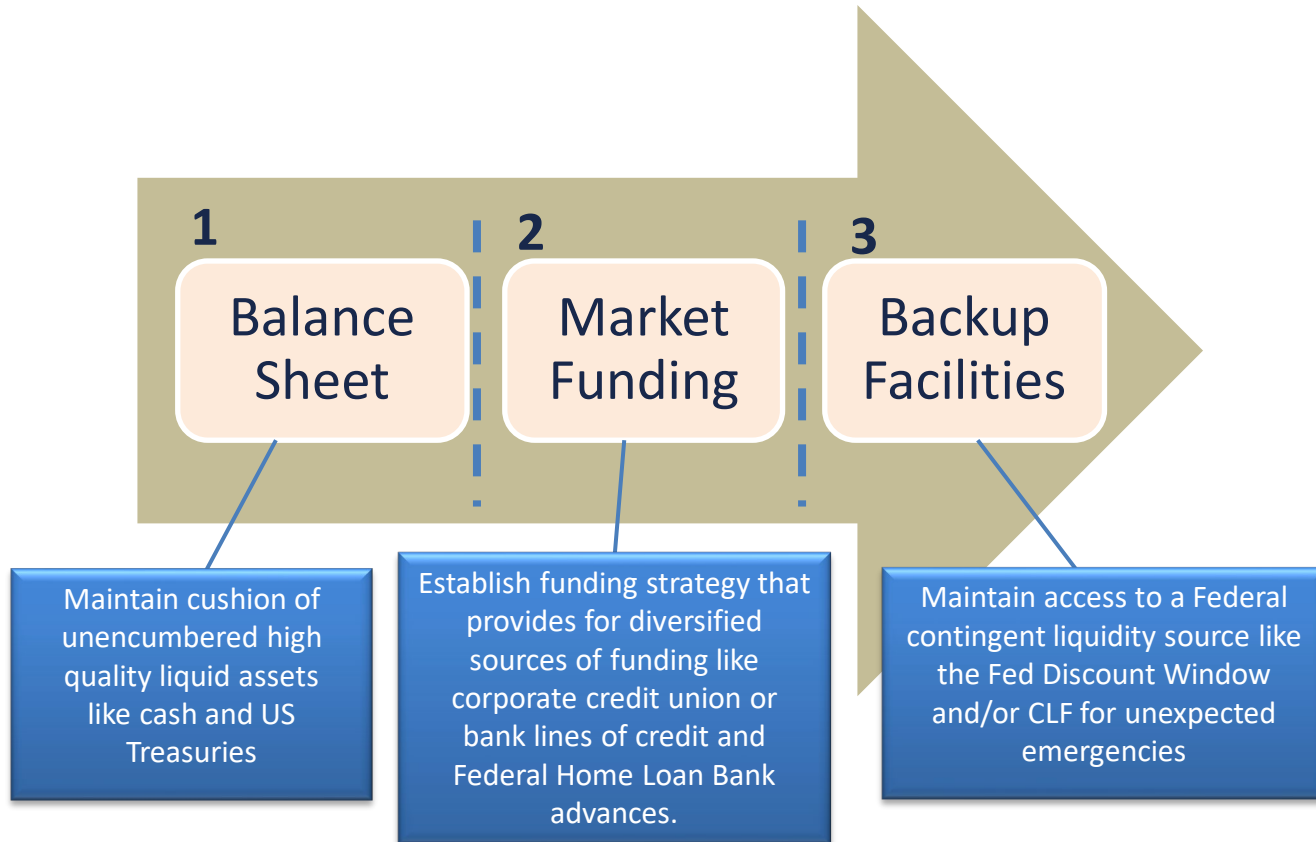 1
Balance
Sheet
2
Market
Funding
3
Backup
Facilities
Maintain cushion of
unencumbered high
quality liquid assets
like cash and US
Treasuries
Establish funding strategy that
provides for diversified
sources of funding like
corporate credit union or
bank lines of credit and
Federal Home Loan Bank
advances.
Maintain access to a Federal
contingent liquidity source like
the Fed Discount Window
and/or CLF for unexpected
emergencies